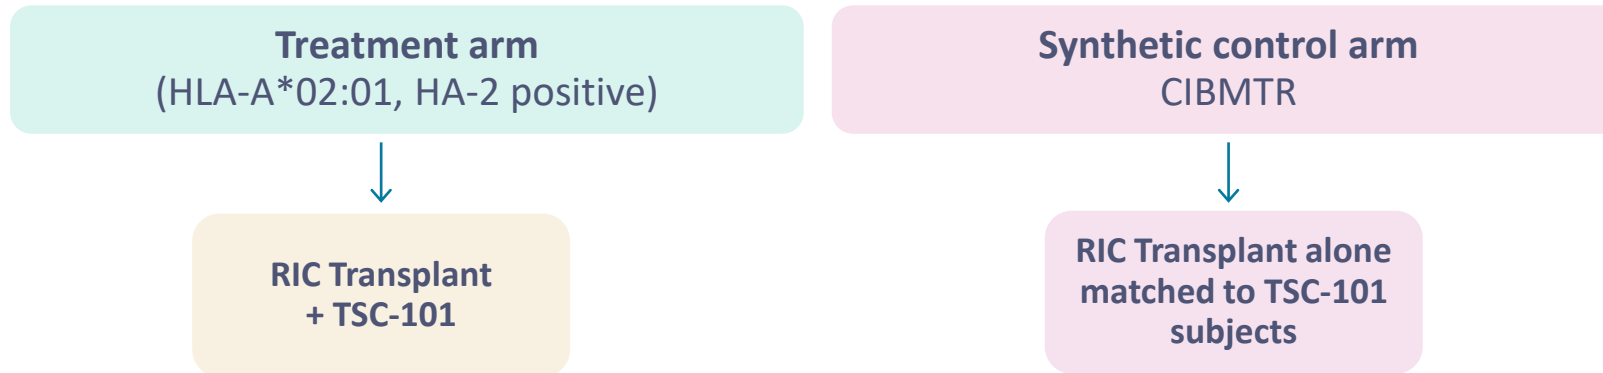 Treatment arm
(HLA-A*02:01, HA-2 positive)
Synthetic control arm
CIBMTR
RIC Transplant
+ TSC-101
RIC Transplant alone
matched to TSC-101
subjects